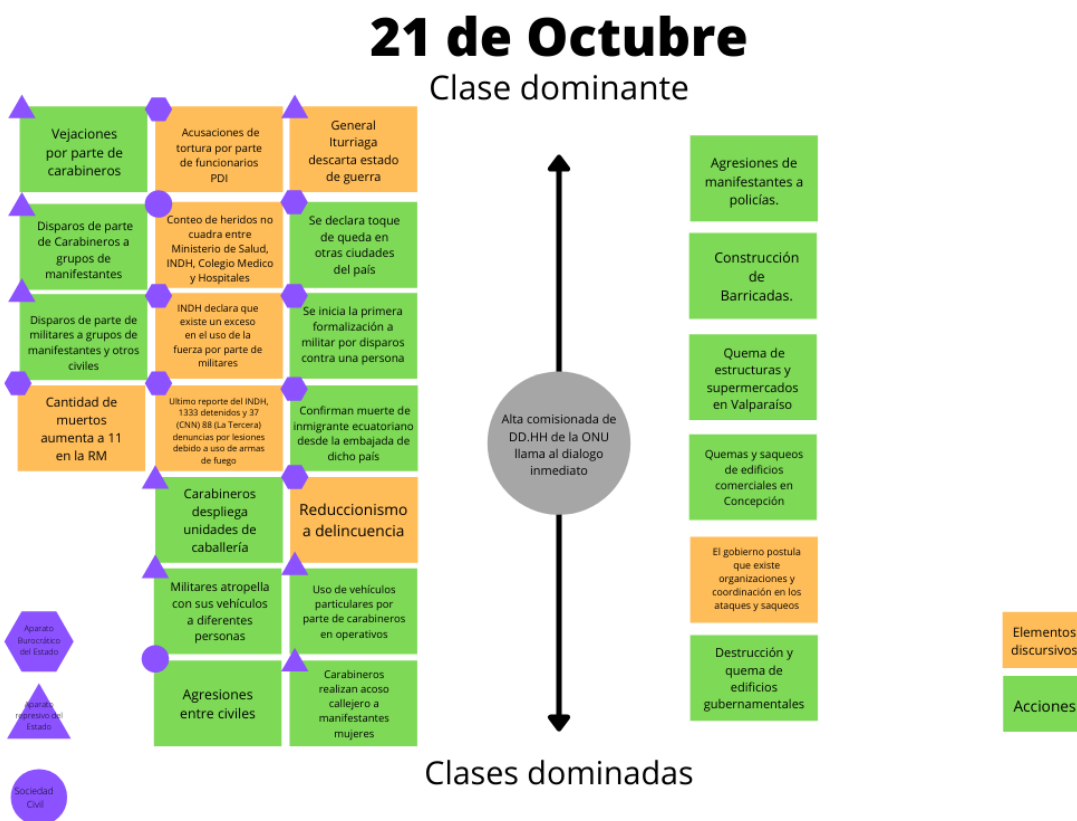 21 de Octubre
Clase dominante
Vejaciones
por parte de
carabineros
Acusaciones de
tortura por parte
de funcionarios
PDI
General
Iturriaga
descarta estado
de guerra
Disparos de parte
de Carabineros a
grupos de
manifestantes
Conteo de heridos no
cuadra entre
Ministerio de Salud,
INDH, Colegio Medico
y Hospitales
Se declara toque
de queda en
otras ciudades
del país
Disparos de parte de
militares a grupos de
manifestantes y otros
civiles
INDH declara que
existe un exceso
en el uso de la
fuerza por parte de
militares
Se inicia la primera
formalización a
militar por disparos
contra una persona
Cantidad de
muertos
aumenta a 11
en la RM
Ultimo reporte del INDH,
1333 detenidos y 37
(CNN) 88 (La Tercera)
denuncias por lesiones
debido a uso de armas
de fuego
Confirman muerte de
inmigrante ecuatoriano
desde la embajada de
dicho país
Carabineros
despliega
unidades de
caballería
Reduccionismo
a delincuencia
Militares atropella
con sus vehículos
a diferentes
personas
Uso de vehículos
particulares por
parte de carabineros
en operativos
Agresiones
entre civiles
Carabineros
realizan acoso
callejero a
manifestantes
mujeres
Alta comisionada de
DD.HH de la ONU
llama al dialogo
inmediato
Agresiones de
manifestantes a
policías.
Construcción
de
Barricadas.
Quema de
estructuras y
supermercados
en Valparaíso
Quemas y saqueos
de edificios
comerciales en
Concepción
El gobierno postula
que existe
organizaciones y
coordinación en los
ataques y saqueos
Destrucción y
quema de
edificios
gubernamentales
Aparato
Burocrático
del Estado
Aparato
represivo del
Estado
Sociedad
Civil
Elementos
discursivos
Acciones
Clases dominadas